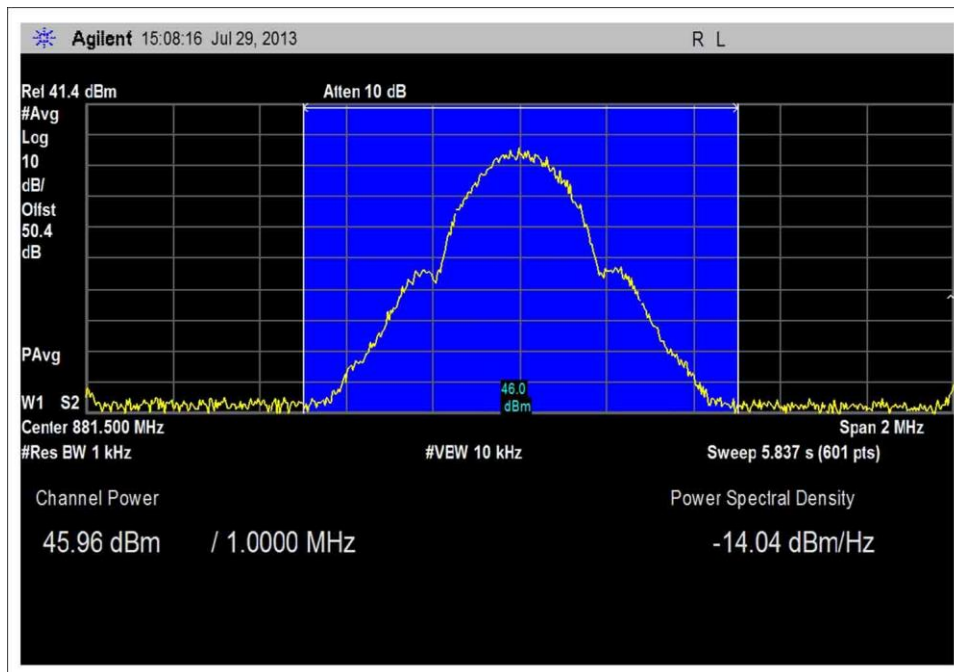 Agilent 15:08:16 Jul 29, 2013 R L
Ref 41.4 dBm Atten 10 dB
#Avg
Log
10
dB/
Offst
50.4
dB
PAvg
46.0
dBm
W1 S2
Center 881.500 MHz Span 2 MHz
#Res BW 1 kHz #VBW 10 kHz Sweep 5.837 s (601 pts)
Channel Power Power Spectral Density
45.96 dBm / 1.0000 MHz -14.04 dBm/Hz